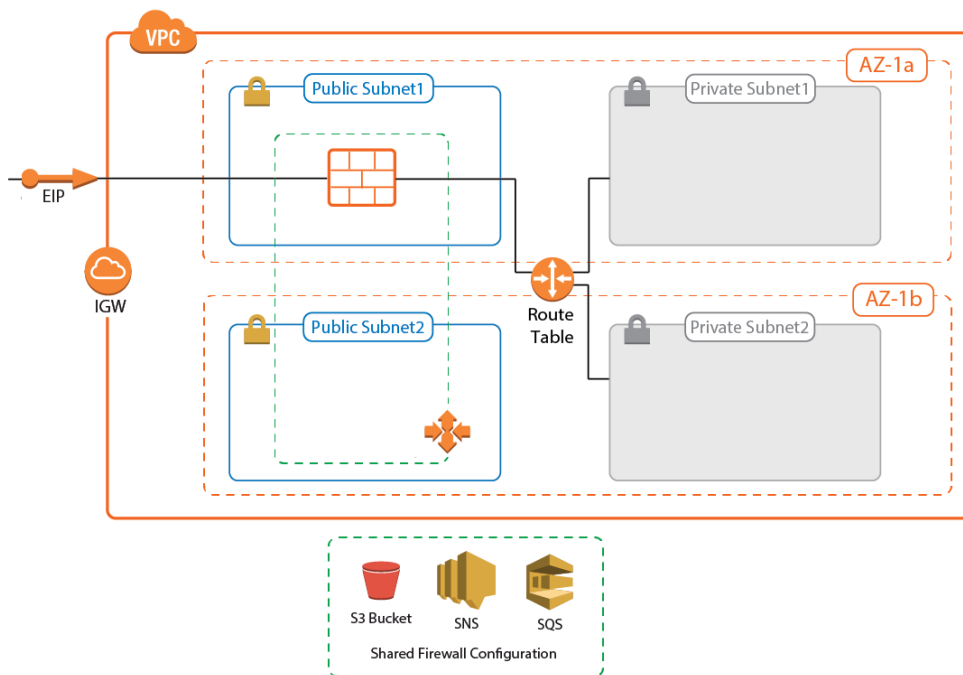 VPC
AZ-1a
Public Subnet1
Private Subnet1
EIP
IGW
Route
Table
AZ-1b
Public Subnet2
Private Subnet2
S3 Bucket
SNS
SQS
Shared Firewall Configuration